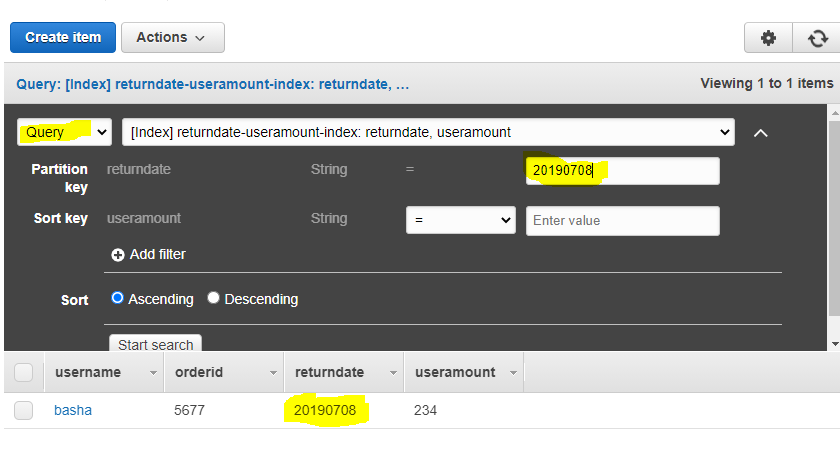 Create item Actions
Query: [Index] returndate-useramount-index: returndate, … Viewing 1 to 1 items
Query [Index] returndate-useramount-index: returndate, useramount
Partition key returndate String = 20190708
Sort key useramount String = Enter value
Add filter
Sort Ascending Descending
Start search
username orderid returndate useramount
basha 5677 20190708 234